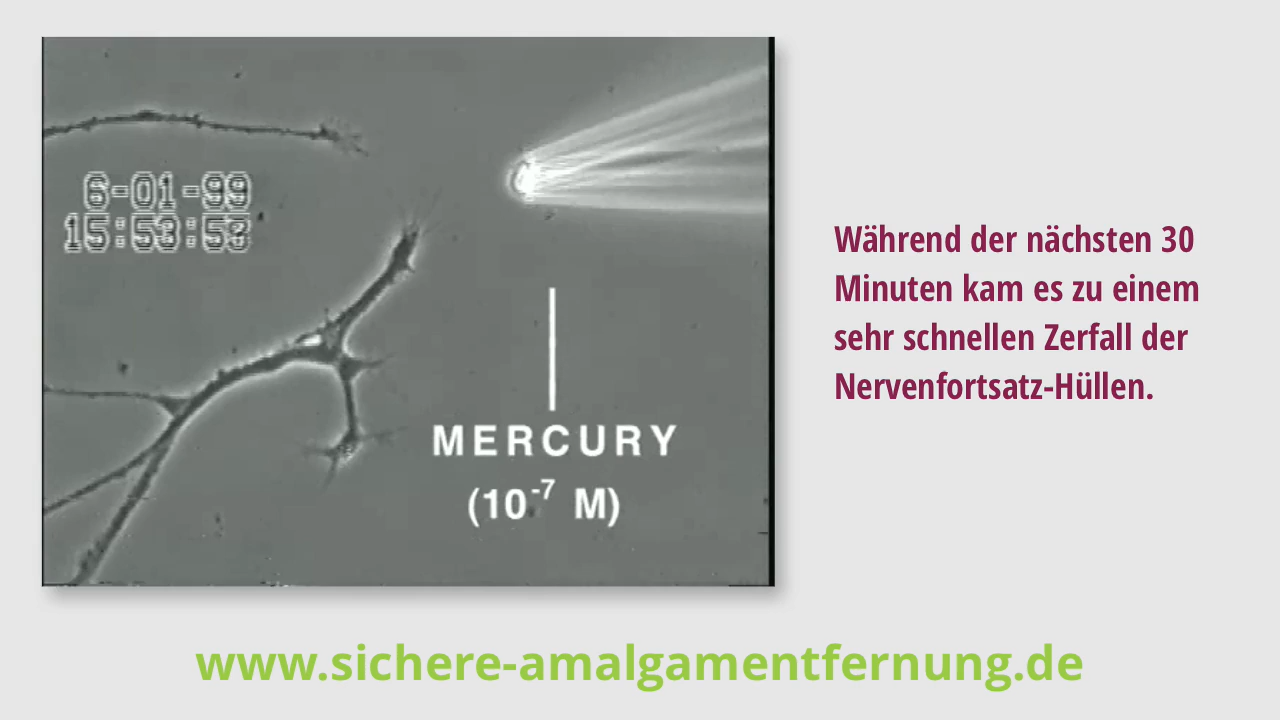 6-01-99
15:53:53
MERCURY
(10⁻⁷ M)
Während der nächsten 30
Minuten kam es zu einem
sehr schnellen Zerfall der
Nervenfortsatz-Hüllen.
www.sichere-amalgamentfernung.de